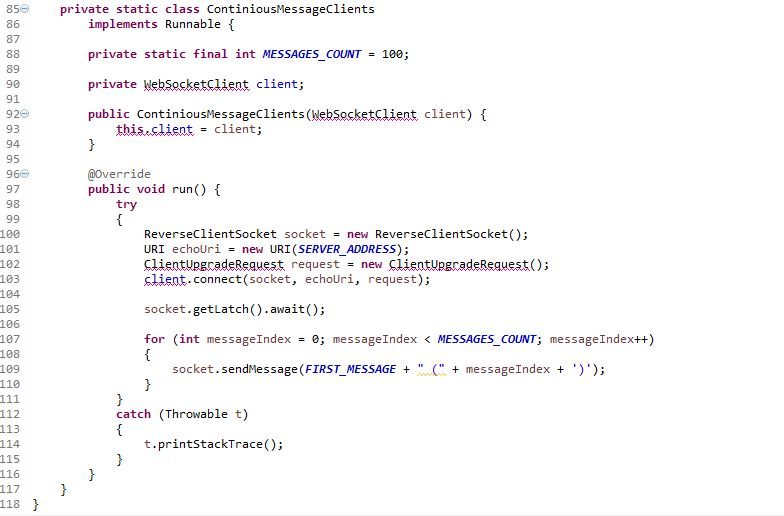 85 private static class ContiniousMessageClients
86 implements Runnable {
87
88 private static final int MESSAGES_COUNT = 100;
89
90 private WebSocketClient client;
91
92 public ContiniousMessageClients(WebSocketClient client) {
93 this.client = client;
94 }
95
96 @Override
97 public void run() {
98 try
99 {
100 ReverseClientSocket socket = new ReverseClientSocket();
101 URI echoUri = new URI(SERVER_ADDRESS);
102 ClientUpgradeRequest request = new ClientUpgradeRequest();
103 client.connect(socket, echoUri, request);
104
105 socket.getLatch().await();
106
107 for (int messageIndex = 0; messageIndex < MESSAGES_COUNT; messageIndex++)
108 {
109 socket.sendMessage(FIRST_MESSAGE + " (" + messageIndex + ')');
110 }
111 }
112 catch (Throwable t)
113 {
114 t.printStackTrace();
115 }
116 }
117 }
118 }